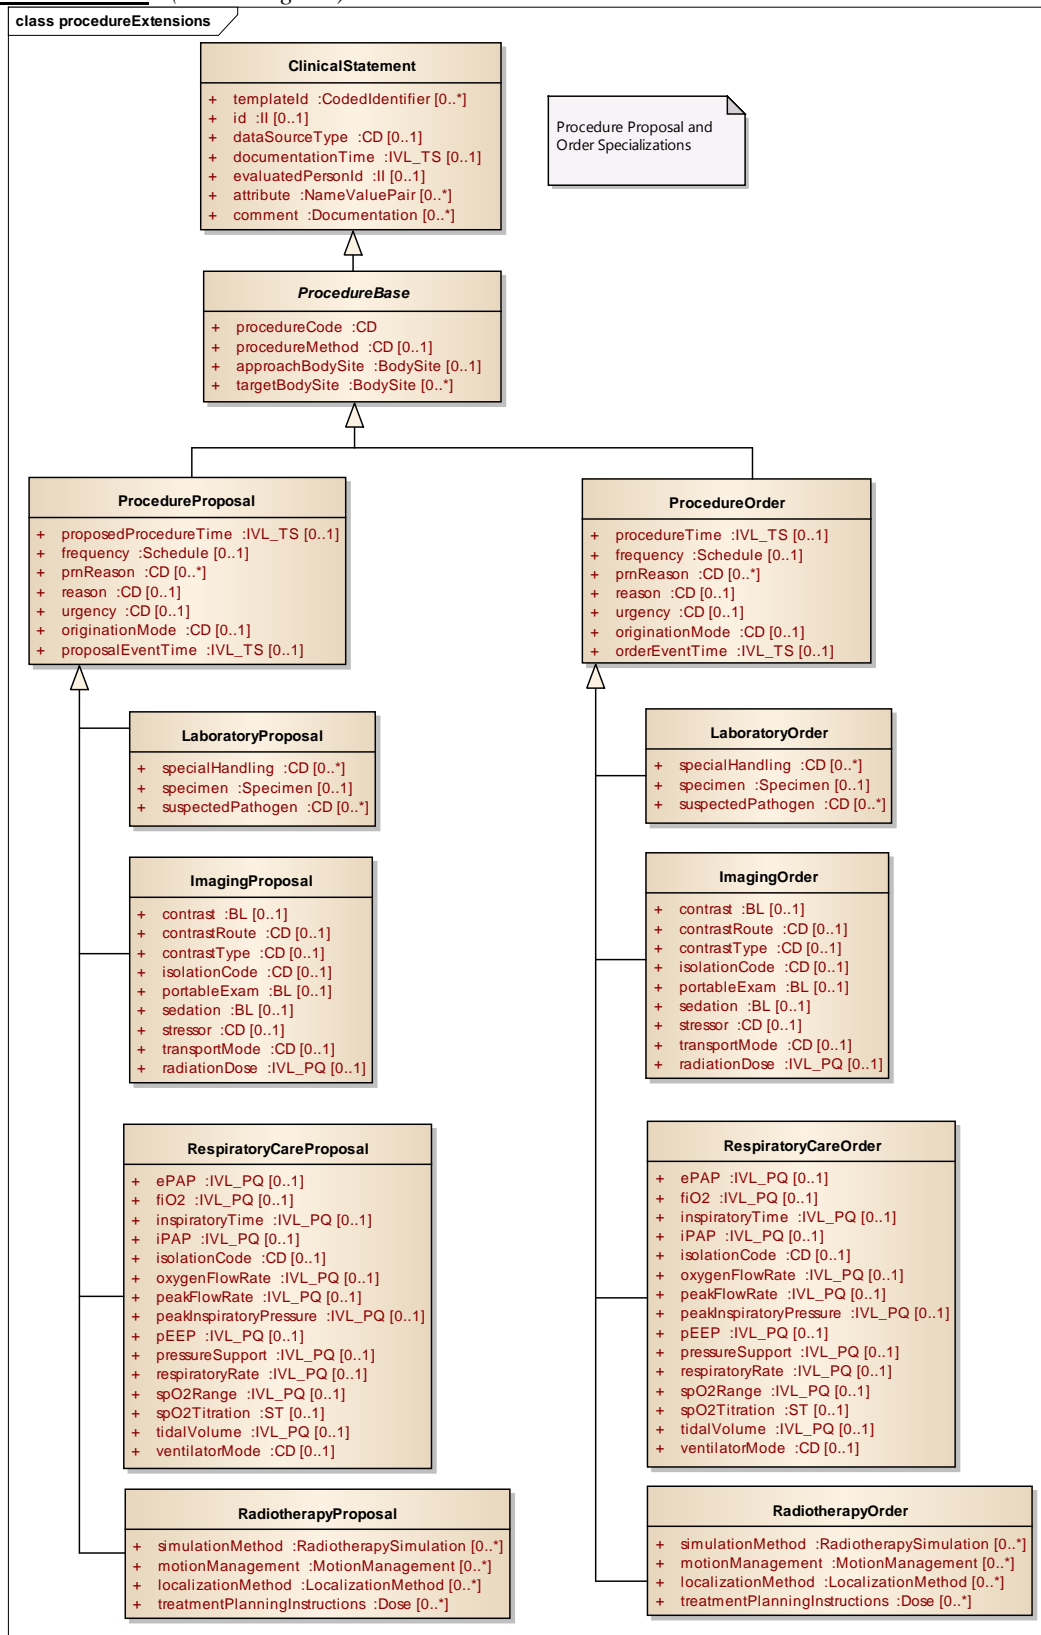 class procedureExtensions
ClinicalStatement
+ templateId :CodedIdentifier [0..*]
+ id :II [0..1]
+ dataSourceType :CD [0..1]
+ documentationTime :IVL_TS [0..1]
+ evaluatedPersonId :II [0..1]
+ attribute :NameValuePair [0..*]
+ comment :Documentation [0..*]
Procedure Proposal and
Order Specializations
ProcedureBase
+ procedureCode :CD
+ procedureMethod :CD [0..1]
+ approachBodySite :BodySite [0..1]
+ targetBodySite :BodySite [0..*]
ProcedureProposal
+ proposedProcedureTime :IVL_TS [0..1]
+ frequency :Schedule [0..1]
+ prnReason :CD [0..*]
+ reason :CD [0..1]
+ urgency :CD [0..1]
+ originationMode :CD [0..1]
+ proposalEventTime :IVL_TS [0..1]
ProcedureOrder
+ procedureTime :IVL_TS [0..1]
+ frequency :Schedule [0..1]
+ prnReason :CD [0..*]
+ reason :CD [0..1]
+ urgency :CD [0..1]
+ originationMode :CD [0..1]
+ orderEventTime :IVL_TS [0..1]
LaboratoryProposal
+ specialHandling :CD [0..*]
+ specimen :Specimen [0..1]
+ suspectedPathogen :CD [0..*]
LaboratoryOrder
+ specialHandling :CD [0..*]
+ specimen :Specimen [0..1]
+ suspectedPathogen :CD [0..*]
ImagingProposal
+ contrast :BL [0..1]
+ contrastRoute :CD [0..1]
+ contrastType :CD [0..1]
+ isolationCode :CD [0..1]
+ portableExam :BL [0..1]
+ sedation :BL [0..1]
+ stressor :CD [0..1]
+ transportMode :CD [0..1]
+ radiationDose :IVL_PQ [0..1]
ImagingOrder
+ contrast :BL [0..1]
+ contrastRoute :CD [0..1]
+ contrastType :CD [0..1]
+ isolationCode :CD [0..1]
+ portableExam :BL [0..1]
+ sedation :BL [0..1]
+ stressor :CD [0..1]
+ transportMode :CD [0..1]
+ radiationDose :IVL_PQ [0..1]
RespiratoryCareProposal
+ ePAP :IVL_PQ [0..1]
+ fiO2 :IVL_PQ [0..1]
+ inspiratoryTime :IVL_PQ [0..1]
+ iPAP :IVL_PQ [0..1]
+ isolationCode :CD [0..1]
+ oxygenFlowRate :IVL_PQ [0..1]
+ peakFlowRate :IVL_PQ [0..1]
+ peakInspiratoryPressure :IVL_PQ [0..1]
+ pEEP :IVL_PQ [0..1]
+ pressureSupport :IVL_PQ [0..1]
+ respiratoryRate :IVL_PQ [0..1]
+ spO2Range :IVL_PQ [0..1]
+ spO2Titration :ST [0..1]
+ tidalVolume :IVL_PQ [0..1]
+ ventilatorMode :CD [0..1]
RespiratoryCareOrder
+ ePAP :IVL_PQ [0..1]
+ fiO2 :IVL_PQ [0..1]
+ inspiratoryTime :IVL_PQ [0..1]
+ iPAP :IVL_PQ [0..1]
+ isolationCode :CD [0..1]
+ oxygenFlowRate :IVL_PQ [0..1]
+ peakFlowRate :IVL_PQ [0..1]
+ peakInspiratoryPressure :IVL_PQ [0..1]
+ pEEP :IVL_PQ [0..1]
+ pressureSupport :IVL_PQ [0..1]
+ respiratoryRate :IVL_PQ [0..1]
+ spO2Range :IVL_PQ [0..1]
+ spO2Titration :ST [0..1]
+ tidalVolume :IVL_PQ [0..1]
+ ventilatorMode :CD [0..1]
RadiotherapyProposal
+ simulationMethod :RadiotherapySimulation [0..*]
+ motionManagement :MotionManagement [0..*]
+ localizationMethod :LocalizationMethod [0..*]
+ treatmentPlanningInstructions :Dose [0..*]
RadiotherapyOrder
+ simulationMethod :RadiotherapySimulation [0..*]
+ motionManagement :MotionManagement [0..*]
+ localizationMethod :LocalizationMethod [0..*]
+ treatmentPlanningInstructions :Dose [0..*]